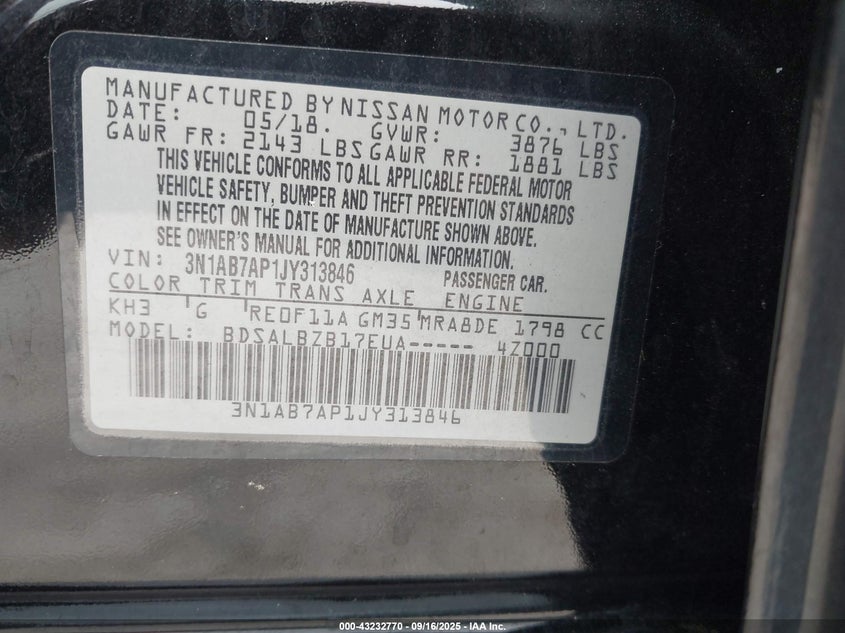 MANUFACTURED BY NISSAN MOTOR CO., LTD.
DATE: 05/18. GVWR: 3876 LBS
GAWR FR: 2143 LBS GAWR RR: 1881 LBS
THIS VEHICLE CONFORMS TO ALL APPLICABLE FEDERAL MOTOR
VEHICLE SAFETY, BUMPER AND THEFT PREVENTION STANDARDS
IN EFFECT ON THE DATE OF MANUFACTURE SHOWN ABOVE.
SEE OWNER'S MANUAL FOR ADDITIONAL INFORMATION.
VIN: 3N1AB7AP1JY313846 PASSENGER CAR.
COLOR TRIM TRANS AXLE ENGINE
KH3 G RE0F11A GM35 MRA8DE 1798 CC
MODEL: BDSALBZB17EUA----- 4Z000
3N1AB7AP1JY313846
000-43232770 - 09/16/2025 - IAA Inc.